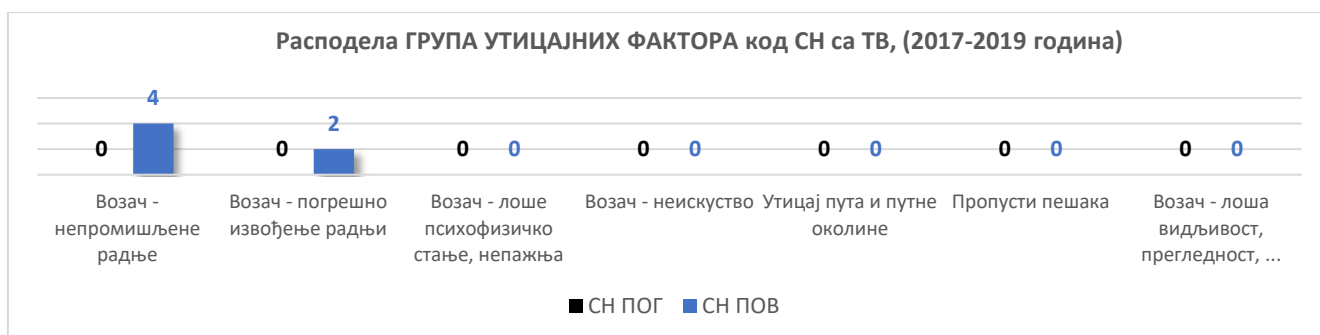 Расподела ГРУПА УТИЦАЈНИХ ФАКТОРА код СН са ТВ, (2017-2019 година)
0 4 0 2 0 0 0 0 0 0 0 0 0 0
Возач - непромишљене радње
Возач - погрешно извођење радњи
Возач - лоше психофизичко стање, непажња
Возач - неискуство
Утицај пута и путне околине
Пропусти пешака
Возач - лоша видљивост, прегледност, ...
СН ПОГ СН ПОВ